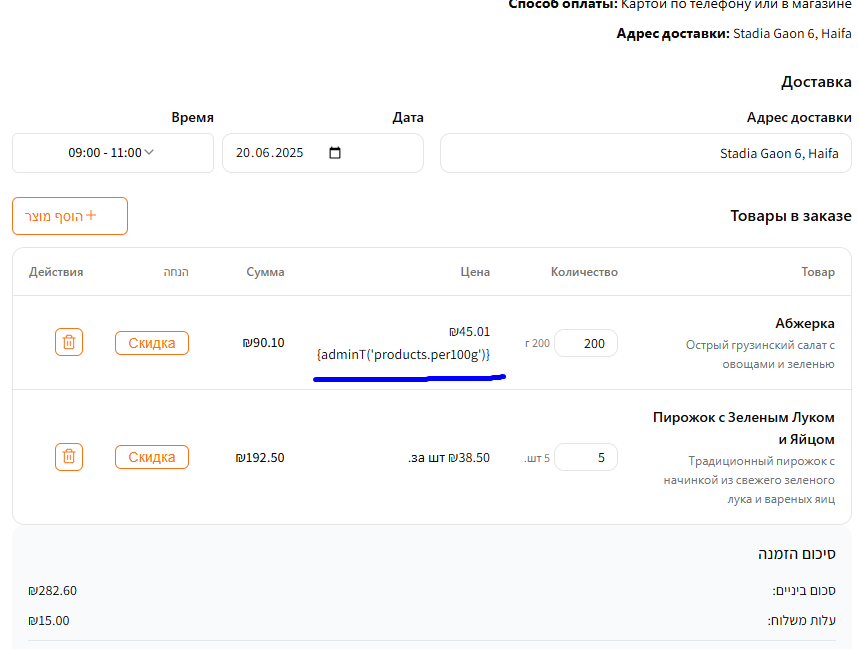 Способ оплаты: Картой по телефону или в магазине
Адрес доставки: Stadia Gaon 6, Haifa
Доставка
Адрес доставки
Дата
Время
Stadia Gaon 6, Haifa
20.06.2025
09:00 - 11:00
Товары в заказе
+ הוסף מוצר
Товар
Количество
Цена
Сумма
הנחה
Действия
Абжерка
Острый грузинский салат с
овощами и зеленью
200
г 200
₪45.01
{adminT('products.per100g')}
₪90.10
Скидка
Пирожок с Зеленым Луком
и Яйцом
Традиционный пирожок с
начинкой из свежего зеленого
лука и вареных яиц
5
.шт 5
.за шт ₪38.50
₪192.50
Скидка
סיכום הזמנה
סכום ביניים:
₪282.60
עלות משלוח:
₪15.00